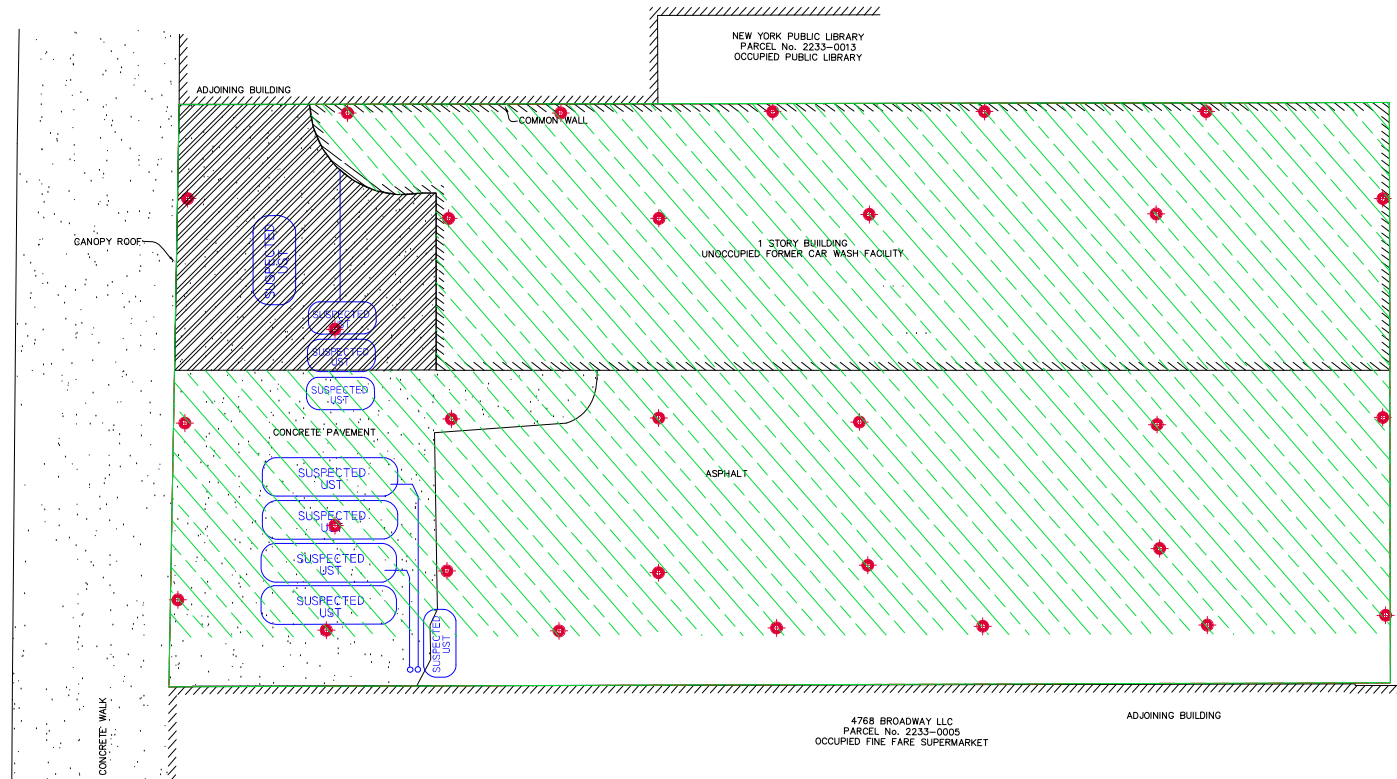 NEW YORK PUBLIC LIBRARY
PARCEL No. 2233-0013
OCCUPIED PUBLIC LIBRARY
ADJOINING BUILDING
COMMON WALL
CANOPY ROOF
SUSPECTED
UST
1 STORY BUILDING
UNOCCUPIED FORMER CAR WASH FACILITY
SUSPECTED
UST
SUSPECTED
UST
SUSPECTED
UST
CONCRETE PAVEMENT
ASPHALT
SUSPECTED
UST
SUSPECTED
UST
SUSPECTED
UST
SUSPECTED
UST
SUSPECTED
UST
CONCRETE WALK
4768 BROADWAY LLC
PARCEL No. 2233-0005
OCCUPIED FINE FARE SUPERMARKET
ADJOINING BUILDING